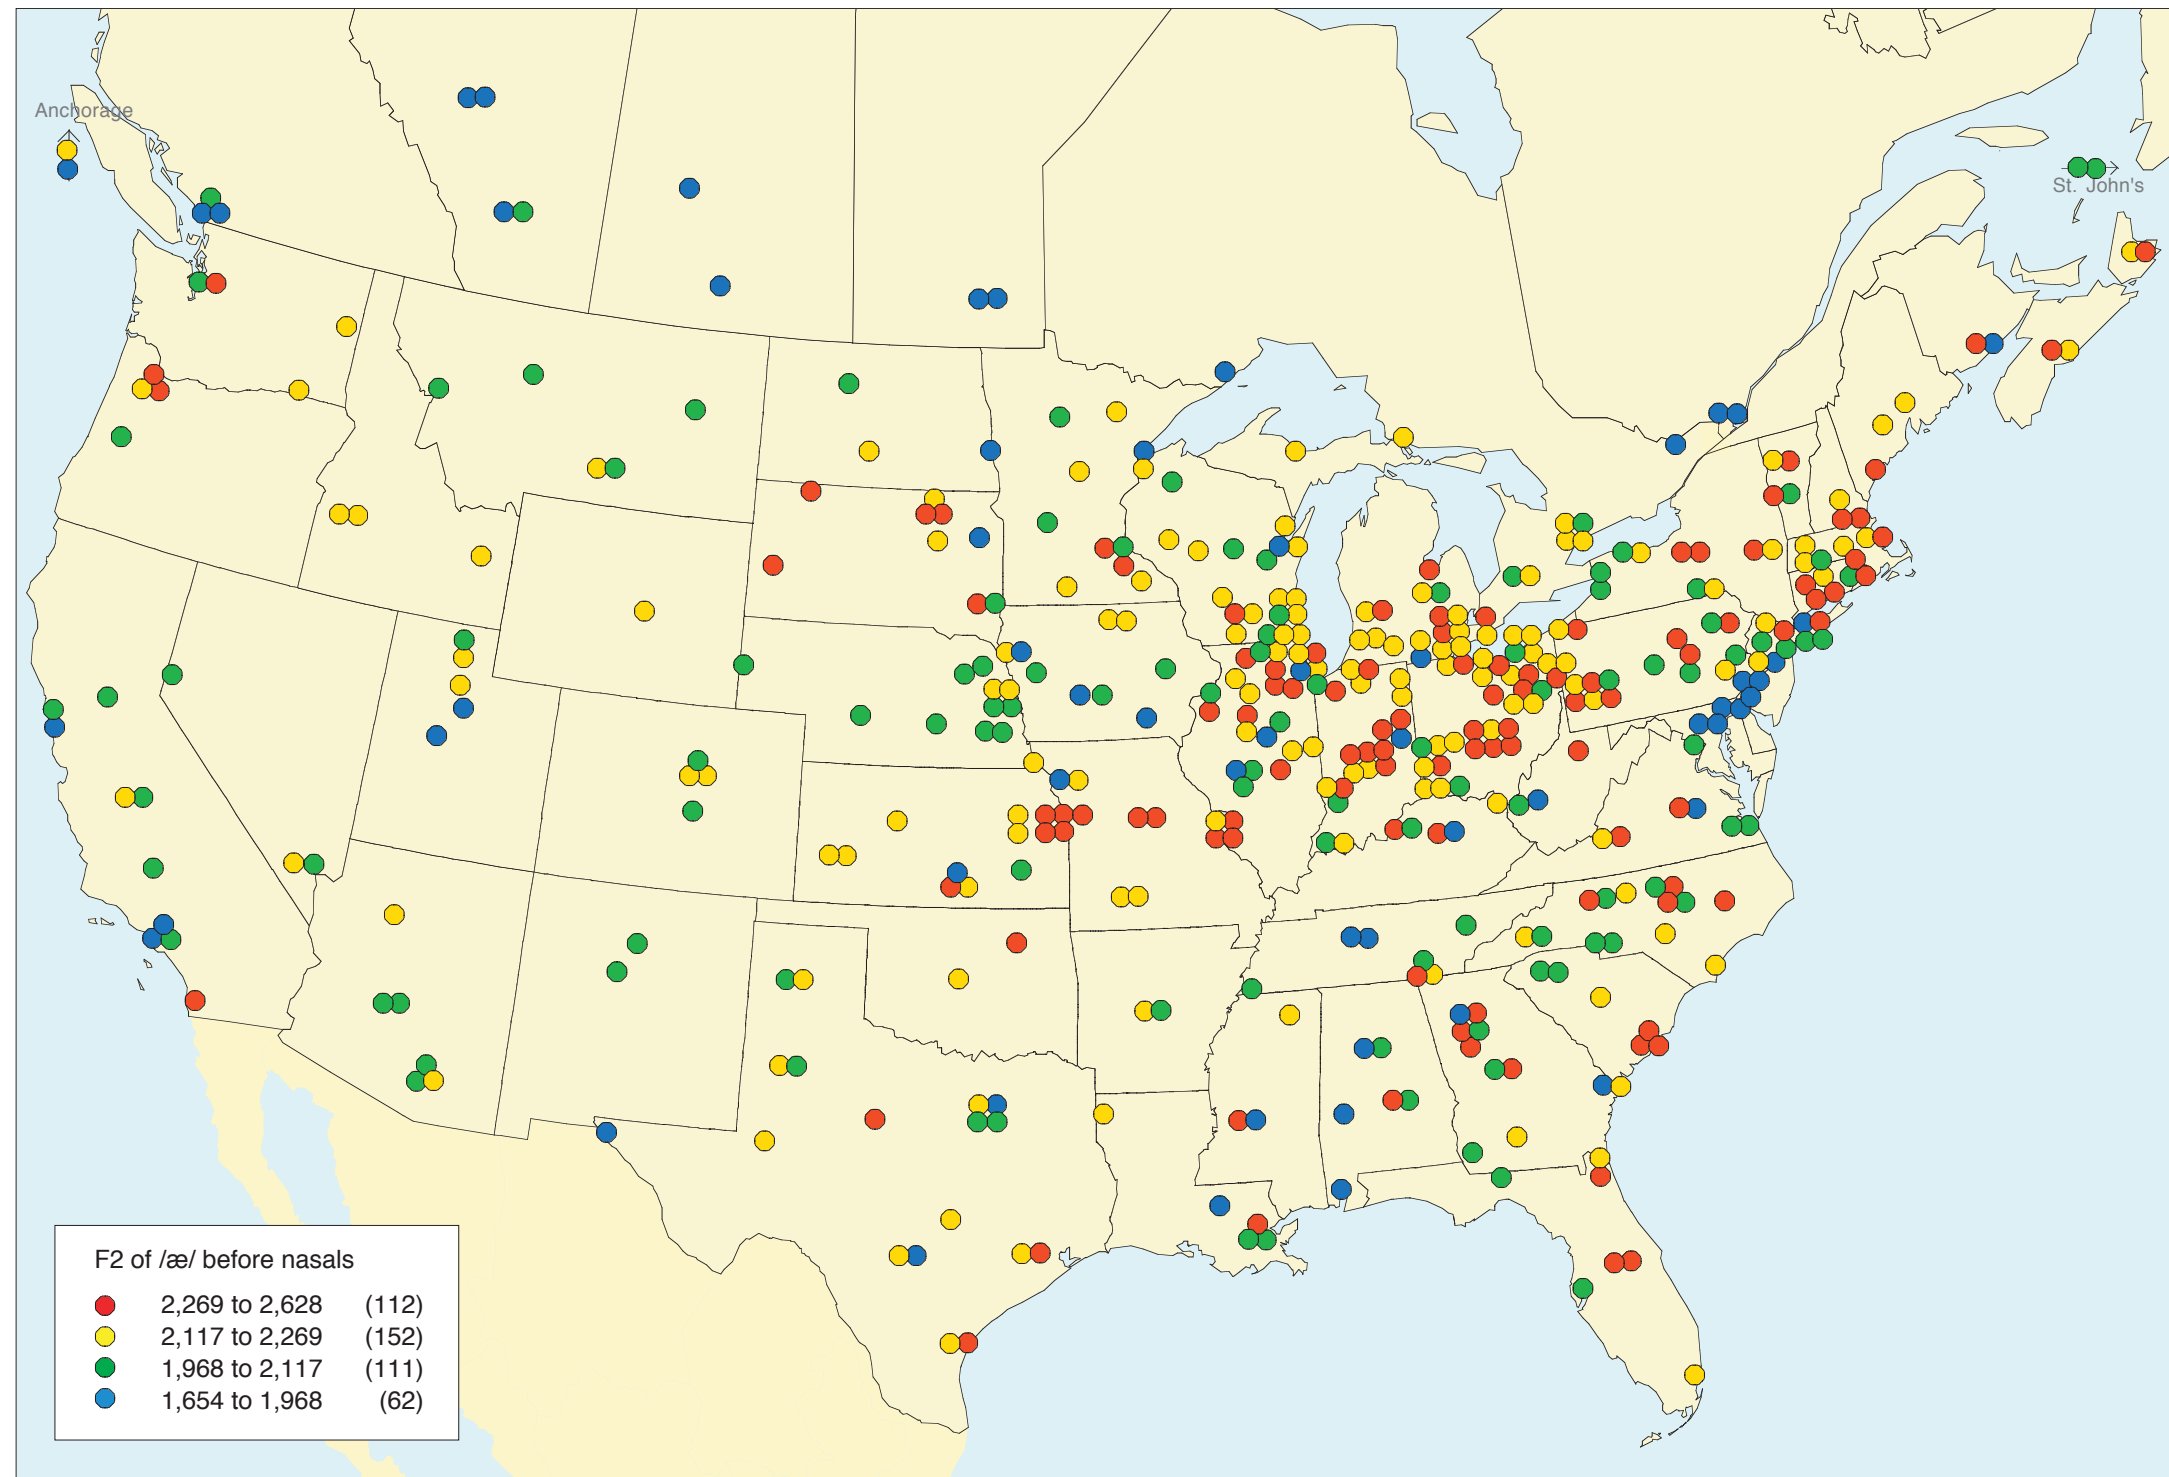 Anchorage
St. John's
F2 of /æ/ before nasals
2,269 to 2,628 (112)
2,117 to 2,269 (152)
1,968 to 2,117 (111)
1,654 to 1,968 (62)